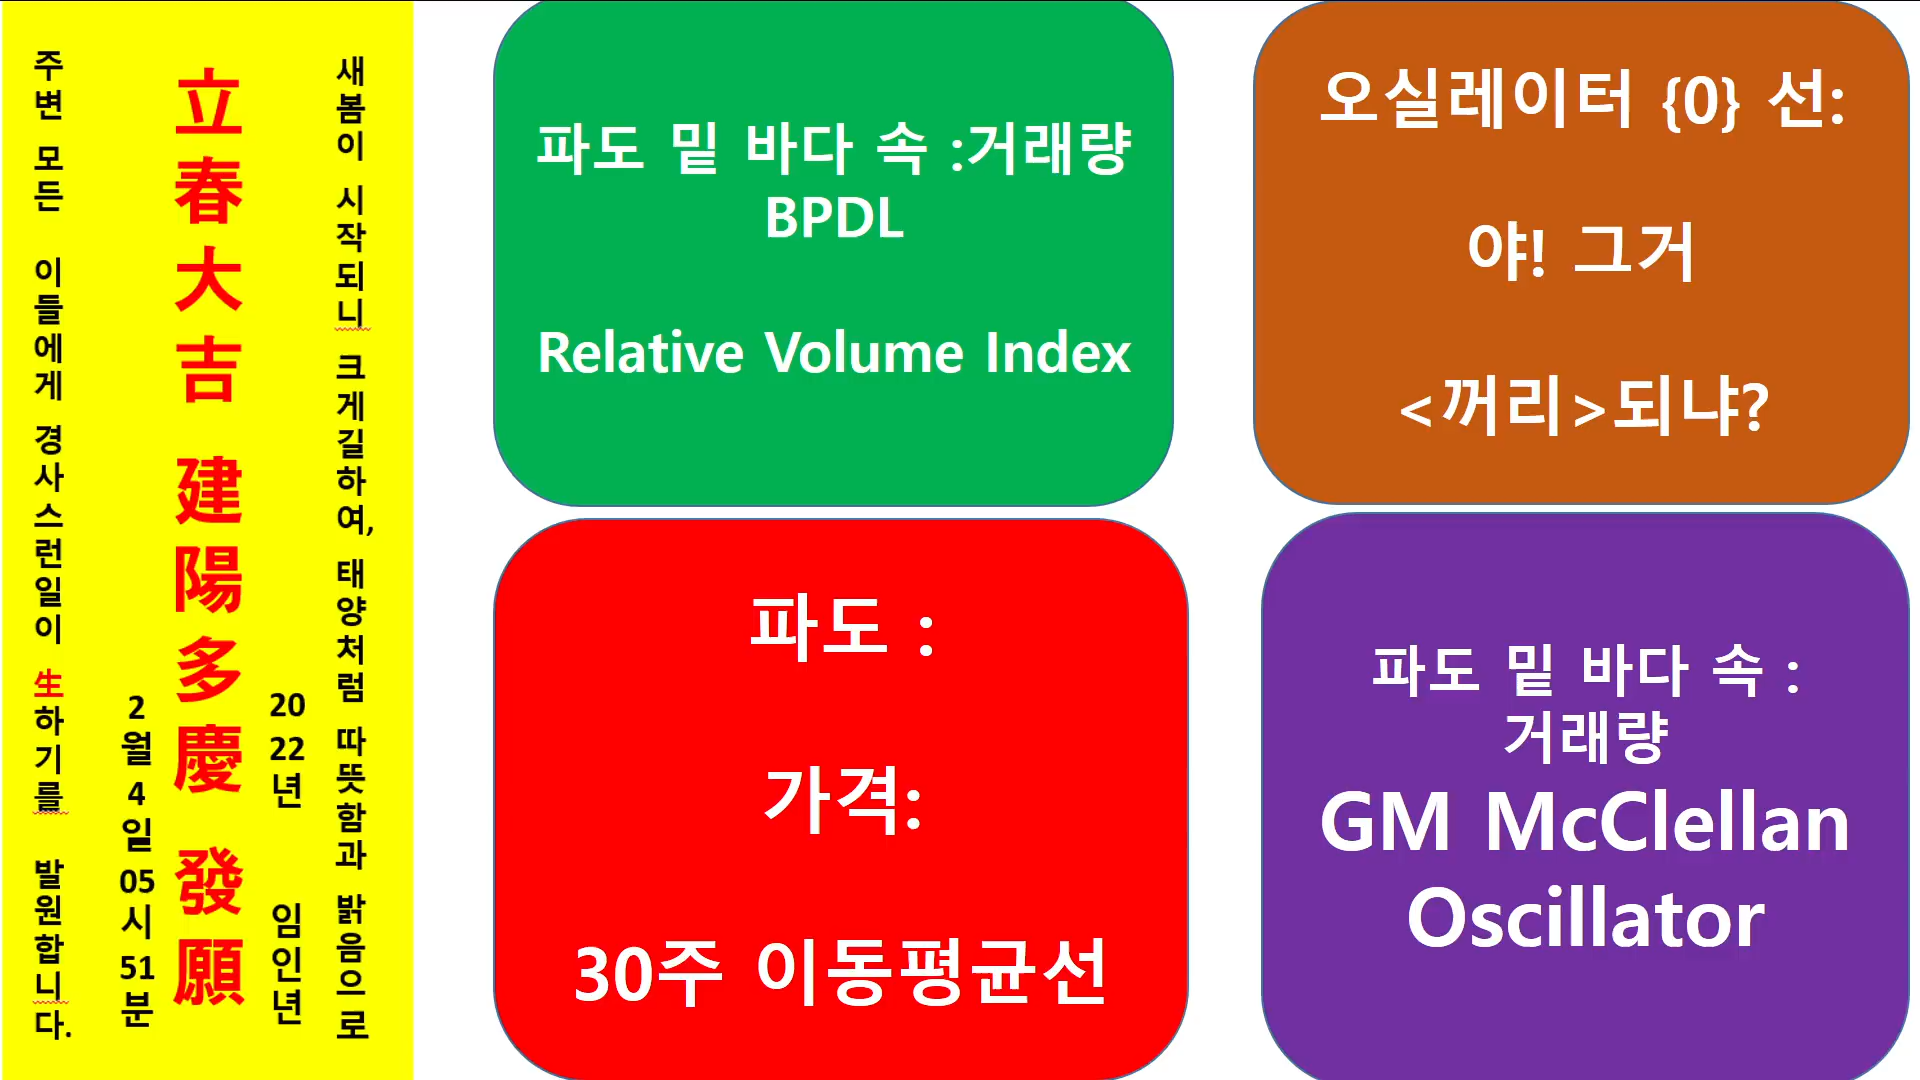 새봄이 시작되니 크게길하여, 태양처럼 따뜻함과 밝음으로
2022년 임인년
立春大吉 建陽多慶 發願
2월 4일 05시 51분
주변 모든 이들에게 경사스런일이 生하기를 발원합니다.
파도 밑 바다 속 :거래량
BPDL
Relative Volume Index
오실레이터 {0} 선:
야! 그거
<꺼리>되냐?
파도 :
가격:
30주 이동평균선
파도 밑 바다 속 :
거래량
GM McClellan
Oscillator